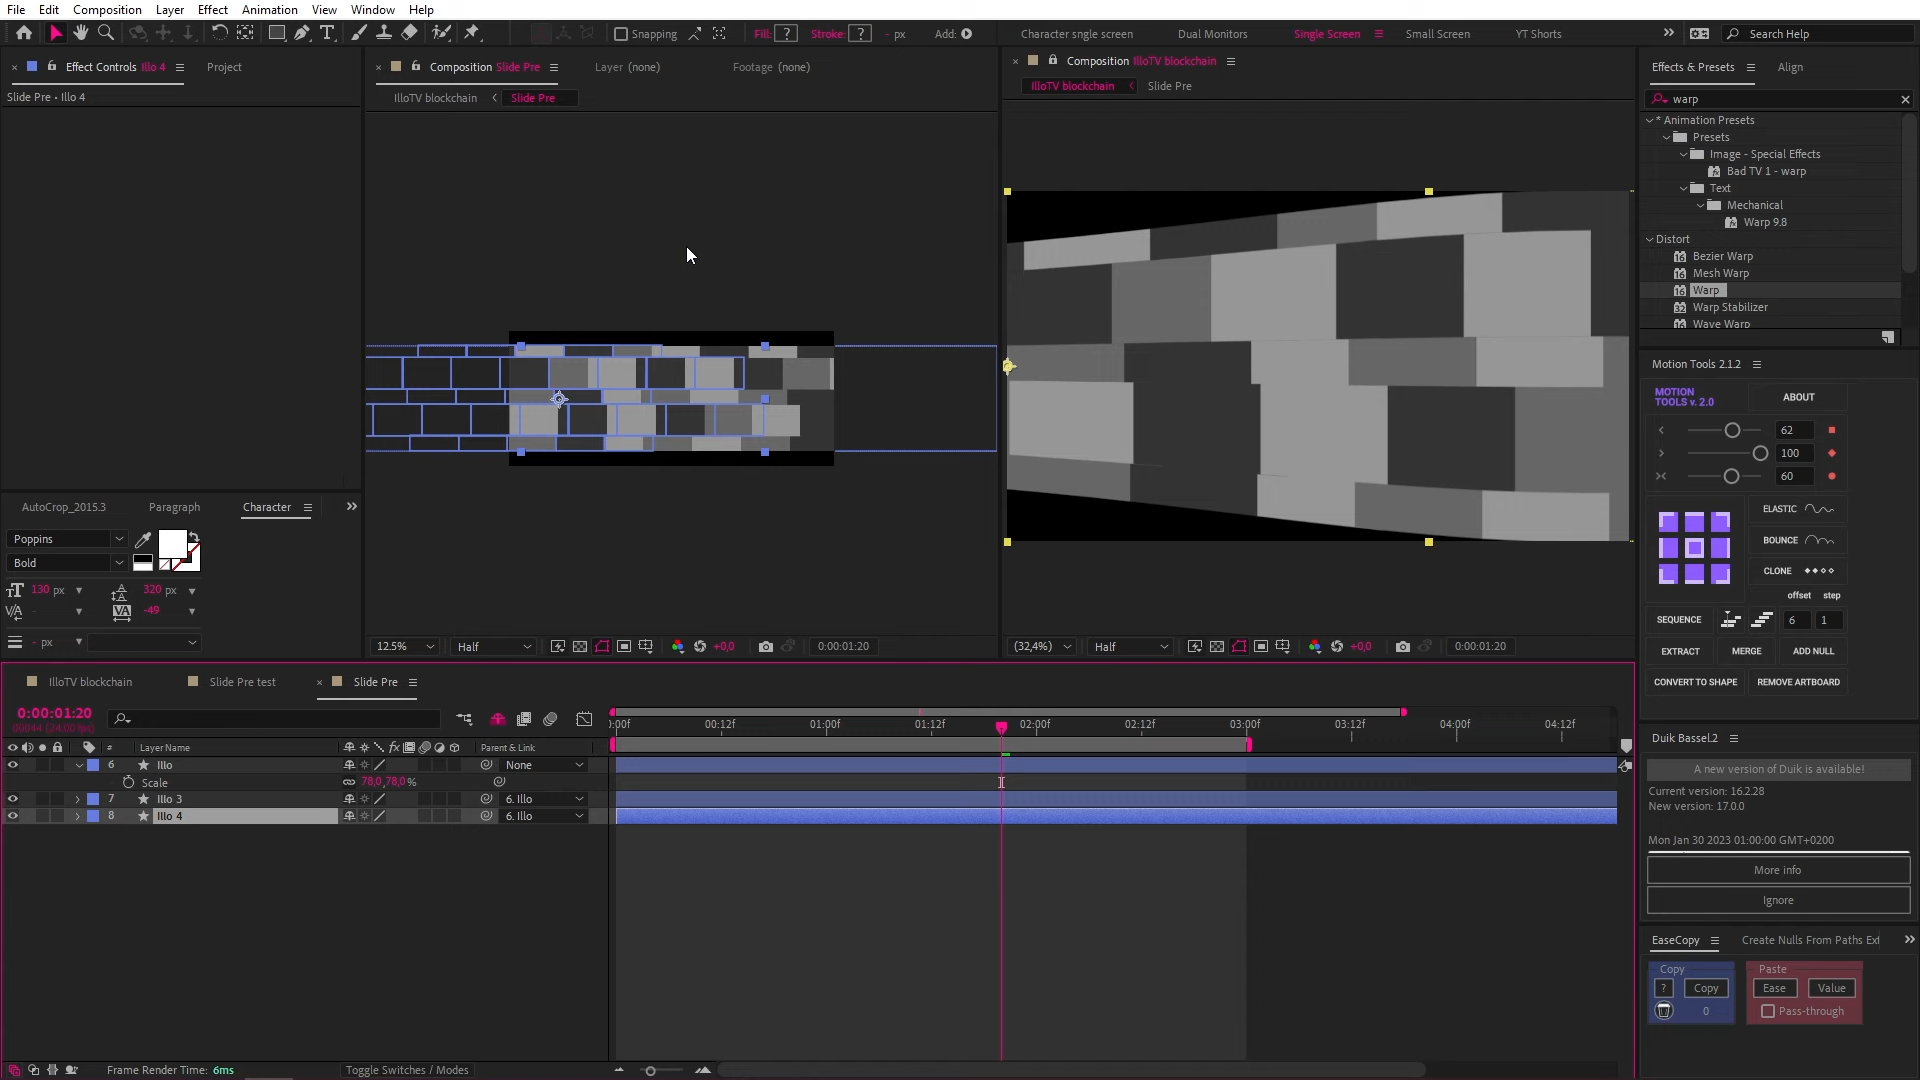 File Edit Composition Layer Effect Animation View Window Help
Snapping Fill: ? Stroke: ? - px Add:
Character sngle screen Dual Monitors Single Screen Small Screen YT Shorts Search Help
Effect Controls Illo 4 Project
Slide Pre • Illo 4
Composition Slide Pre Layer (none) Footage (none)
IlloTV blockchain Slide Pre
Composition IlloTV blockchain
IlloTV blockchain Slide Pre
Effects & Presets Align
warp
* Animation Presets
Presets
Image - Special Effects
Bad TV 1 - warp
Text
Mechanical
Warp 9.8
Distort
Bezier Warp
Mesh Warp
Warp
Warp Stabilizer
Wave Warp
Motion Tools 2.1.2
MOTION
TOOLS v. 2.0
ABOUT
62
100
60
ELASTIC
BOUNCE
CLONE
offset step
SEQUENCE 6 1
EXTRACT MERGE ADD NULL
CONVERT TO SHAPE REMOVE ARTBOARD
AutoCrop_2015.3 Paragraph Character
Poppins
Bold
130 px 320 px
- -49
- px
12.5% Half +0,0 0:00:01:20
(32,4%) Half +0,0 0:00:01:20
IlloTV blockchain Slide Pre test Slide Pre
0:00:01:20
00044 (24.00 fps)
:00f 00:12f 01:00f 01:12f 02:00f 02:12f 03:00f 03:12f 04:00f 04:12f
# Layer Name fx Parent & Link
6 Illo None
Scale 78,0,78,0 %
7 Illo 3 6. Illo
8 Illo 4 6. Illo
Frame Render Time: 6ms Toggle Switches / Modes
Duik Bassel.2
A new version of Duik is available!
Current version: 16.2.28
New version: 17.0.0
Mon Jan 30 2023 01:00:00 GMT+0200
More info
Ignore
EaseCopy Create Nulls From Paths
Copy Paste
? Copy Ease Value
0 Pass-through